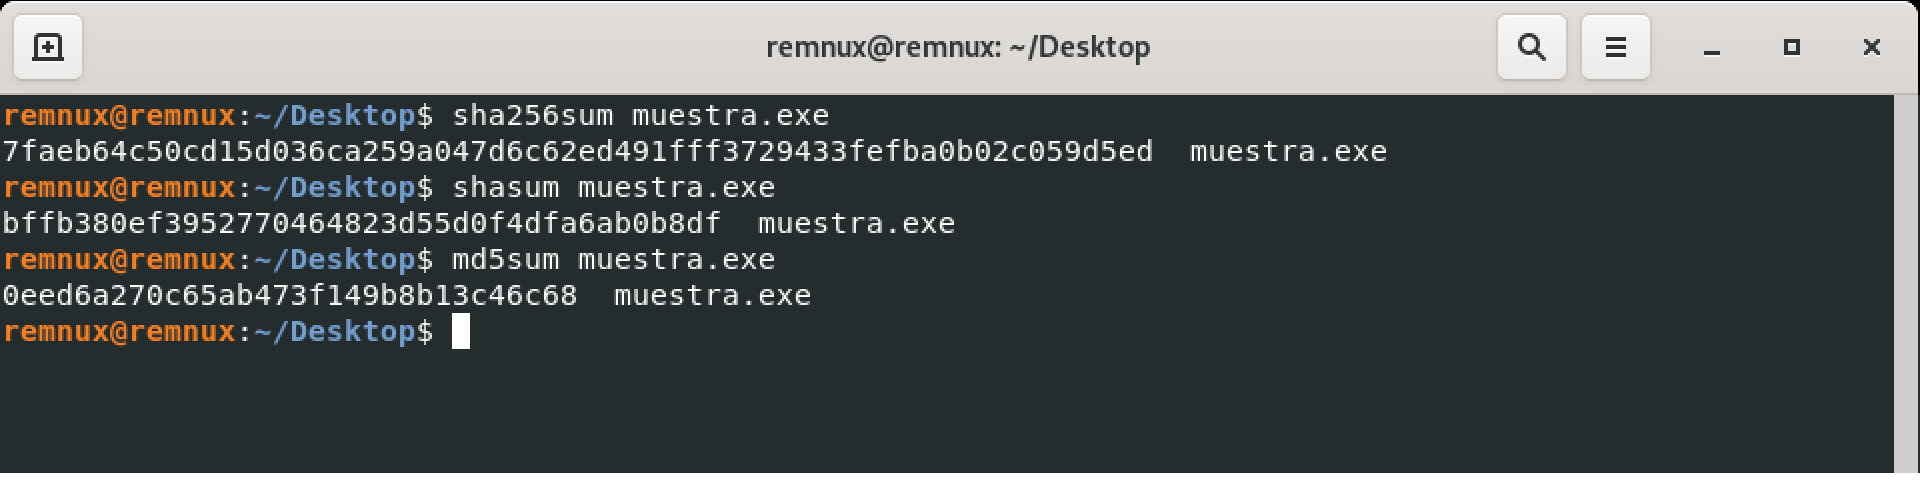 remnux@remnux: ~/Desktop
remnux@remnux:~/Desktop$ sha256sum muestra.exe
7faeb64c50cd15d036ca259a047d6c62ed491fff3729433fefba0b02c059d5ed  muestra.exe
remnux@remnux:~/Desktop$ shasum muestra.exe
bffb380ef3952770464823d55d0f4dfa6ab0b8df  muestra.exe
remnux@remnux:~/Desktop$ md5sum muestra.exe
0eed6a270c65ab473f149b8b13c46c68  muestra.exe
remnux@remnux:~/Desktop$